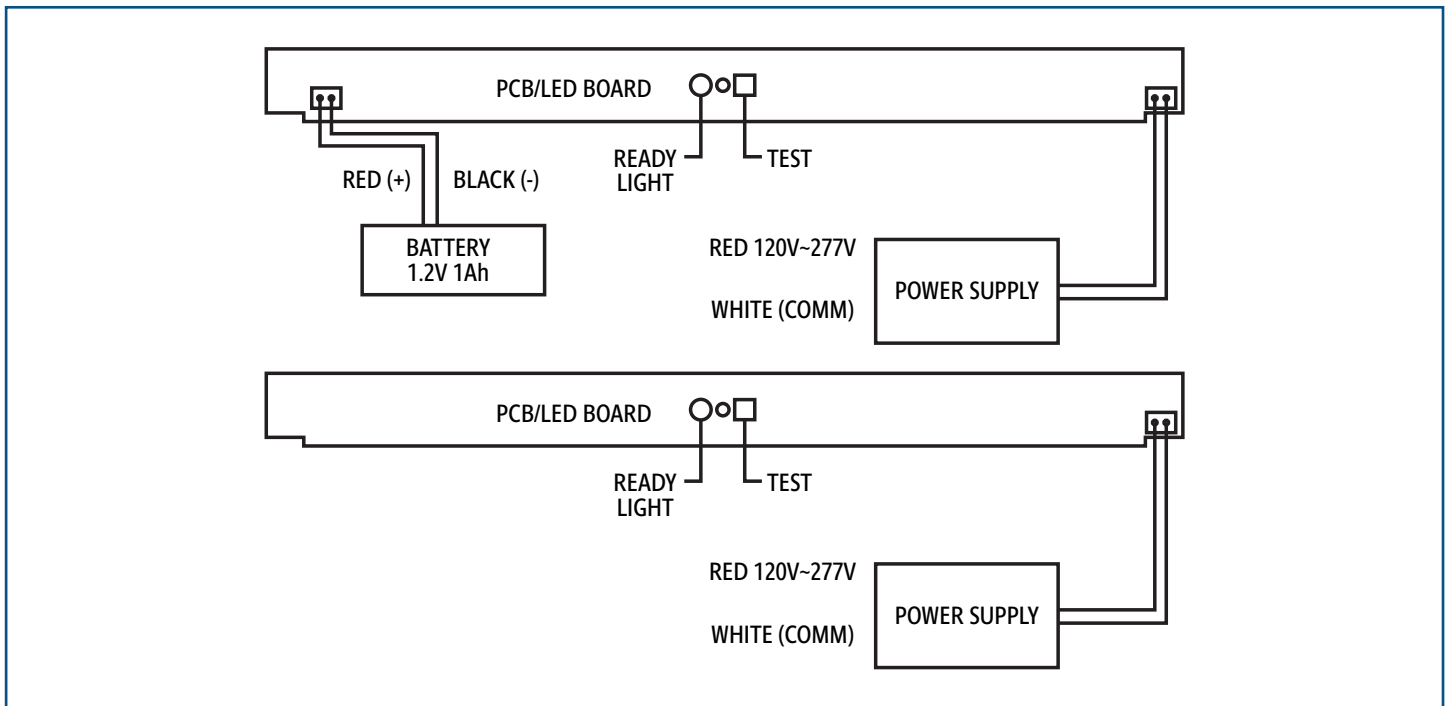 PCB/LED BOARD
READY
LIGHT
TEST
RED (+)
BLACK (-)
BATTERY
1.2V 1Ah
RED 120V~277V
WHITE (COMM)
POWER SUPPLY
PCB/LED BOARD
READY
LIGHT
TEST
RED 120V~277V
WHITE (COMM)
POWER SUPPLY